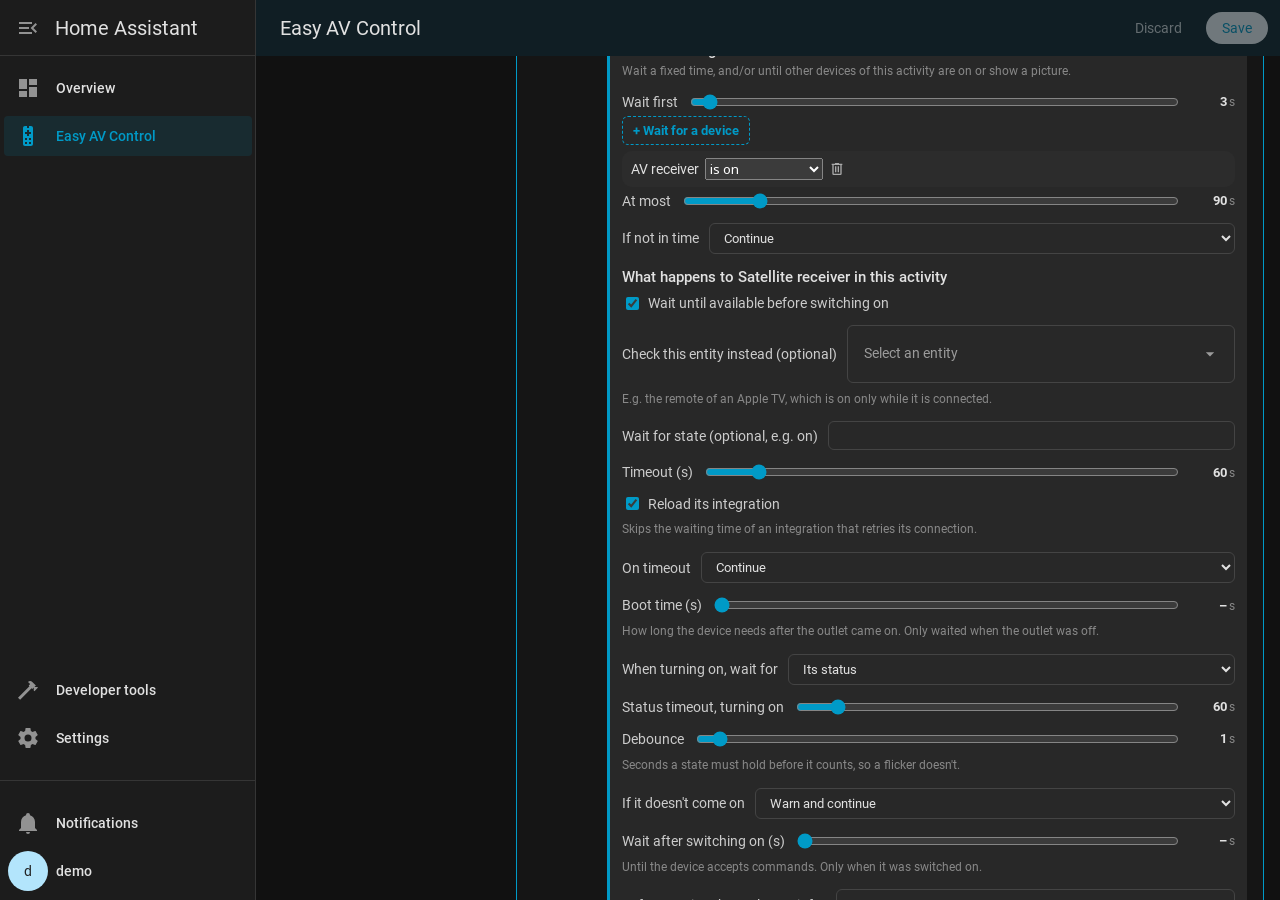 Home Assistant
Easy AV Control
Discard
Save
Overview
Easy AV Control
Developer tools
Settings
Notifications
d
demo
Wait a fixed time, and/or until other devices of this activity are on or show a picture.
Wait first
3 s
+ Wait for a device
AV receiver
is on
At most
90 s
If not in time
Continue
What happens to Satellite receiver in this activity
Wait until available before switching on
Check this entity instead (optional)
Select an entity
E.g. the remote of an Apple TV, which is on only while it is connected.
Wait for state (optional, e.g. on)
Timeout (s)
60 s
Reload its integration
Skips the waiting time of an integration that retries its connection.
On timeout
Continue
Boot time (s)
– s
How long the device needs after the outlet came on. Only waited when the outlet was off.
When turning on, wait for
Its status
Status timeout, turning on
60 s
Debounce
1 s
Seconds a state must hold before it counts, so a flicker doesn't.
If it doesn't come on
Warn and continue
Wait after switching on (s)
– s
Until the device accepts commands. Only when it was switched on.